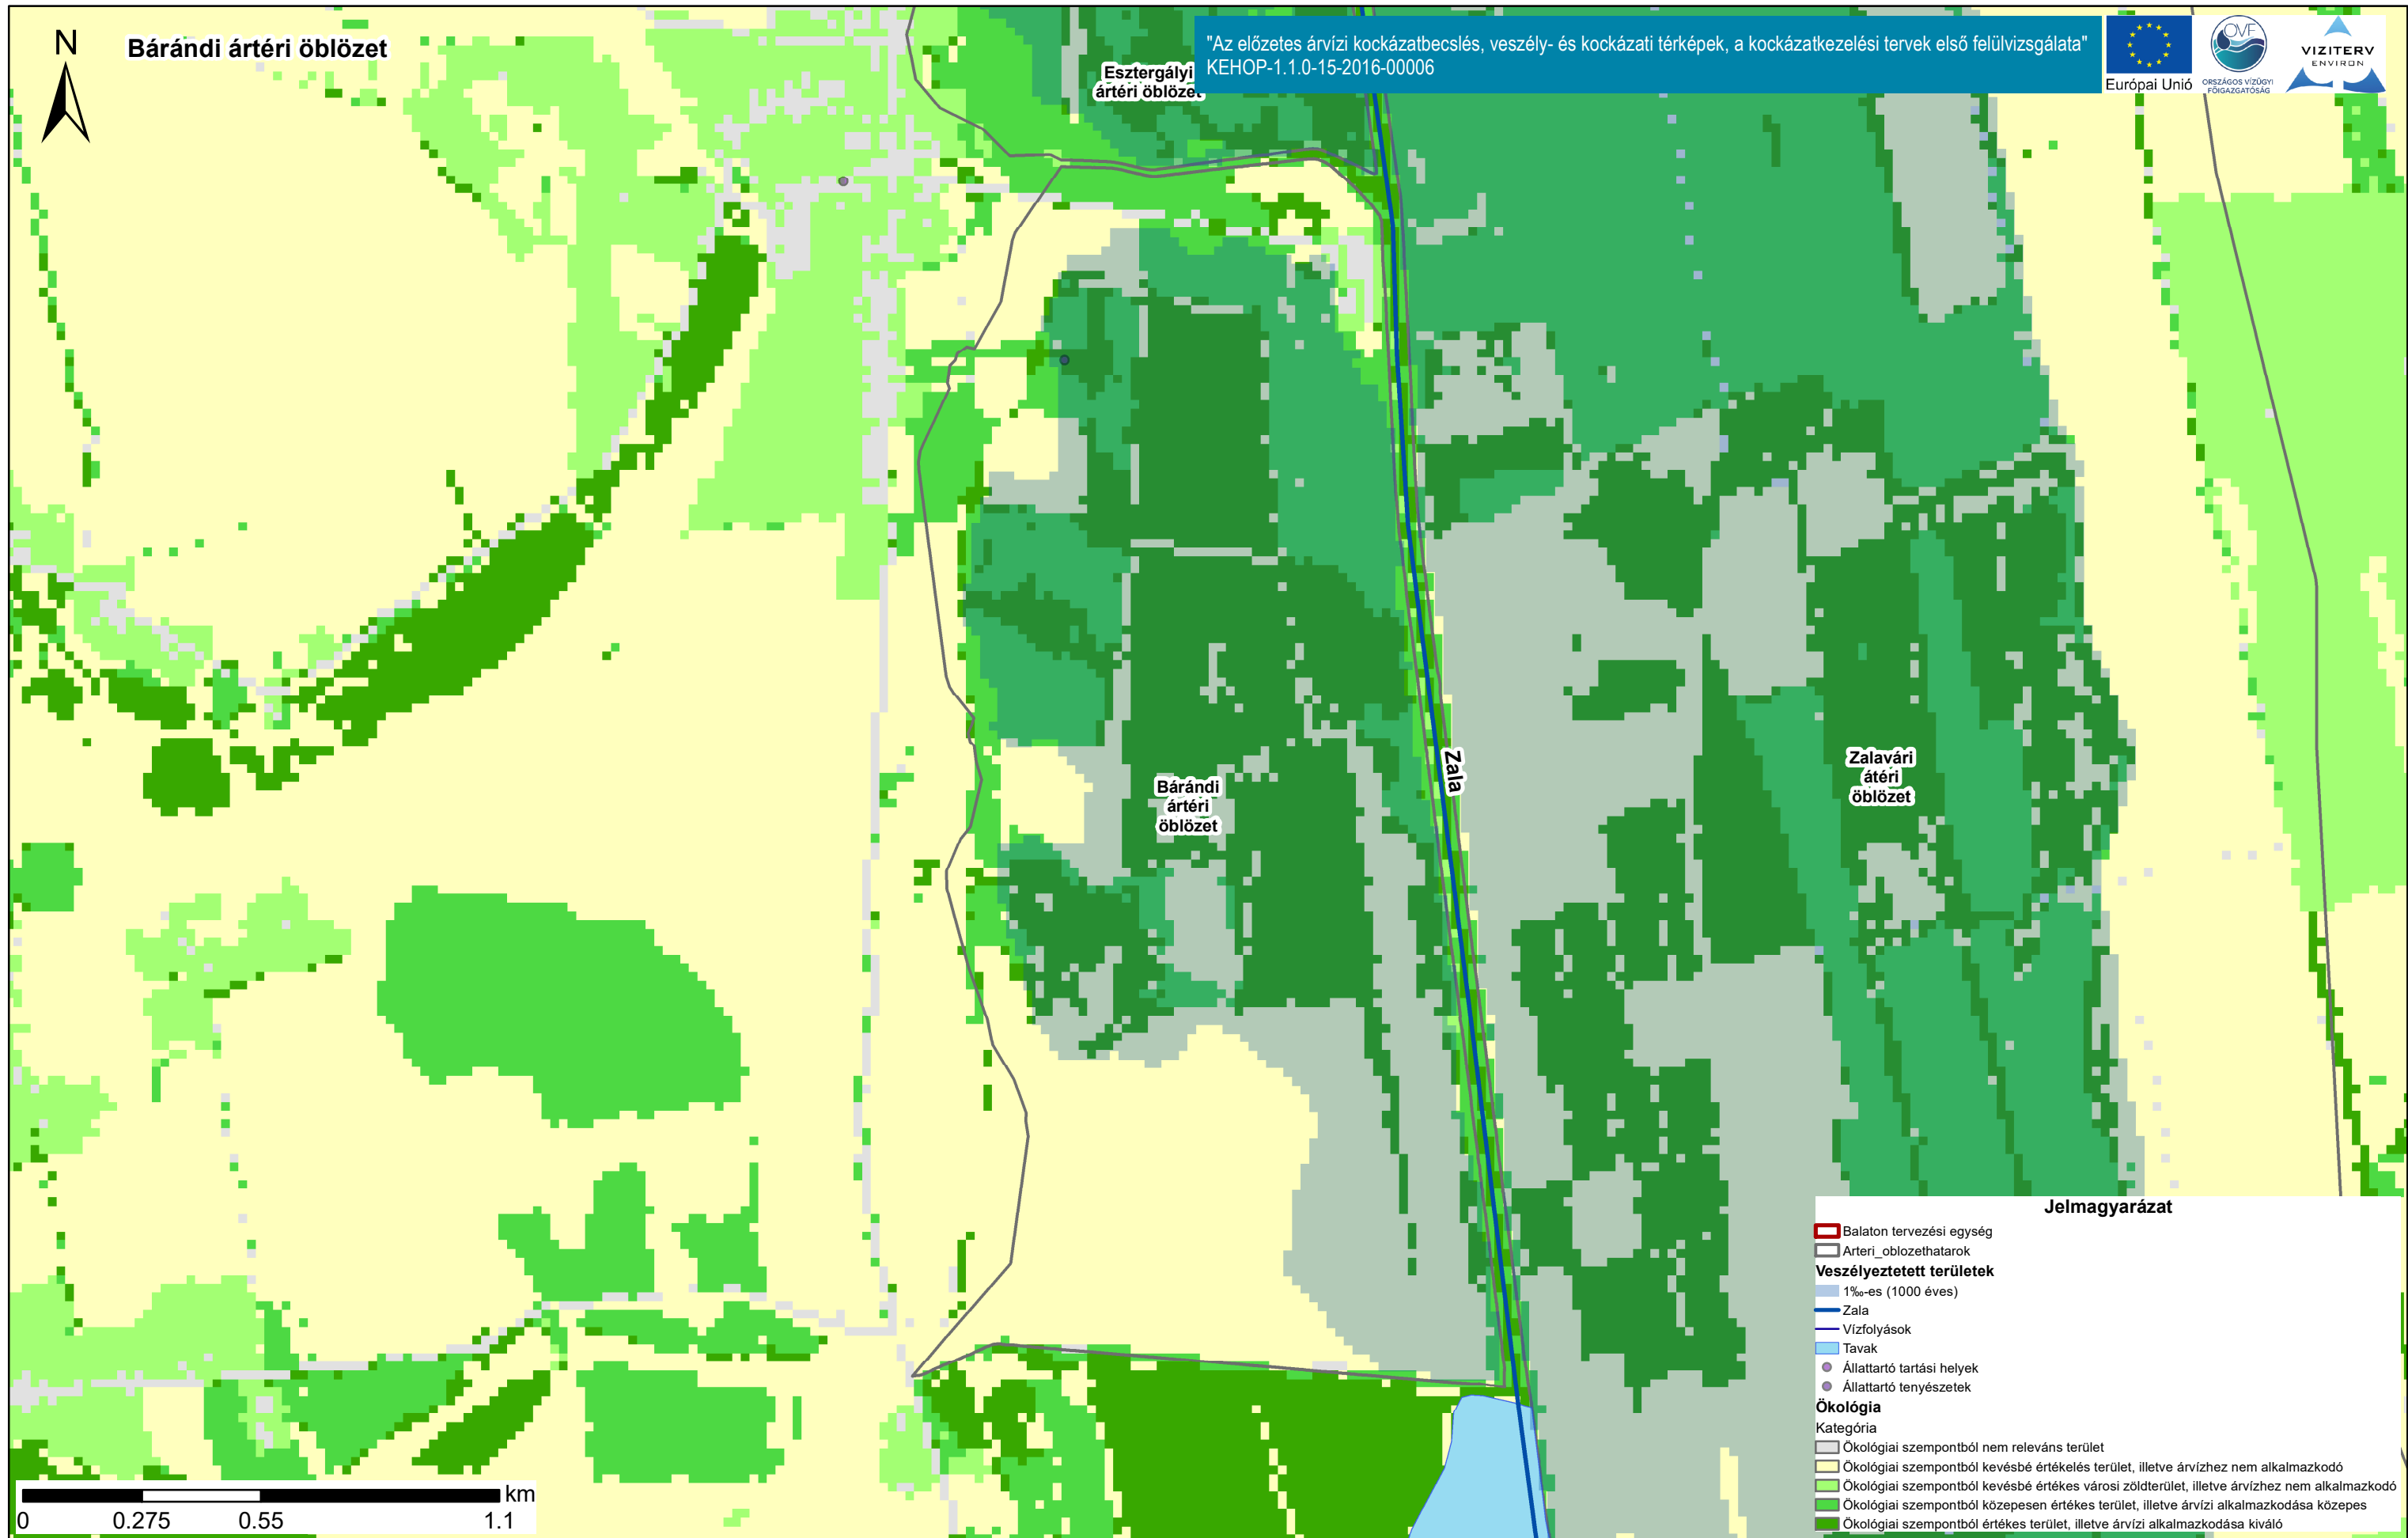 N
Bárándi ártéri öblözet
"Az előzetes árvízi kockázatbecslés, veszély- és kockázati térképek, a kockázatkezelési tervek első felülvizsgálata"
KEHOP-1.1.0-15-2016-00006
Európai Unió
OVF
ORSZÁGOS VÍZÜGYI
FŐIGAZGATÓSÁG
VIZITERV
ENVIRON
Esztergályi
ártéri öblözet
Zala
Bárándi
ártéri
öblözet
Zalavári
átéri
öblözet
Jelmagyarázat
Balaton tervezési egység
Arteri_oblozethatarok
Veszélyeztetett területek
1‰-es (1000 éves)
Zala
Vízfolyások
Tavak
Állattartó tartási helyek
Állattartó tenyészetek
Ökológia
Kategória
Ökológiai szempontból nem releváns terület
Ökológiai szempontból kevésbé értékelés terület, illetve árvízhez nem alkalmazkodó
Ökológiai szempontból kevésbé értékes városi zöldterület, illetve árvízhez nem alkalmazkodó
Ökológiai szempontból közepesen értékes terület, illetve árvízi alkalmazkodása közepes
Ökológiai szempontból értékes terület, illetve árvízi alkalmazkodása kiváló
km
0 0.275 0.55 1.1